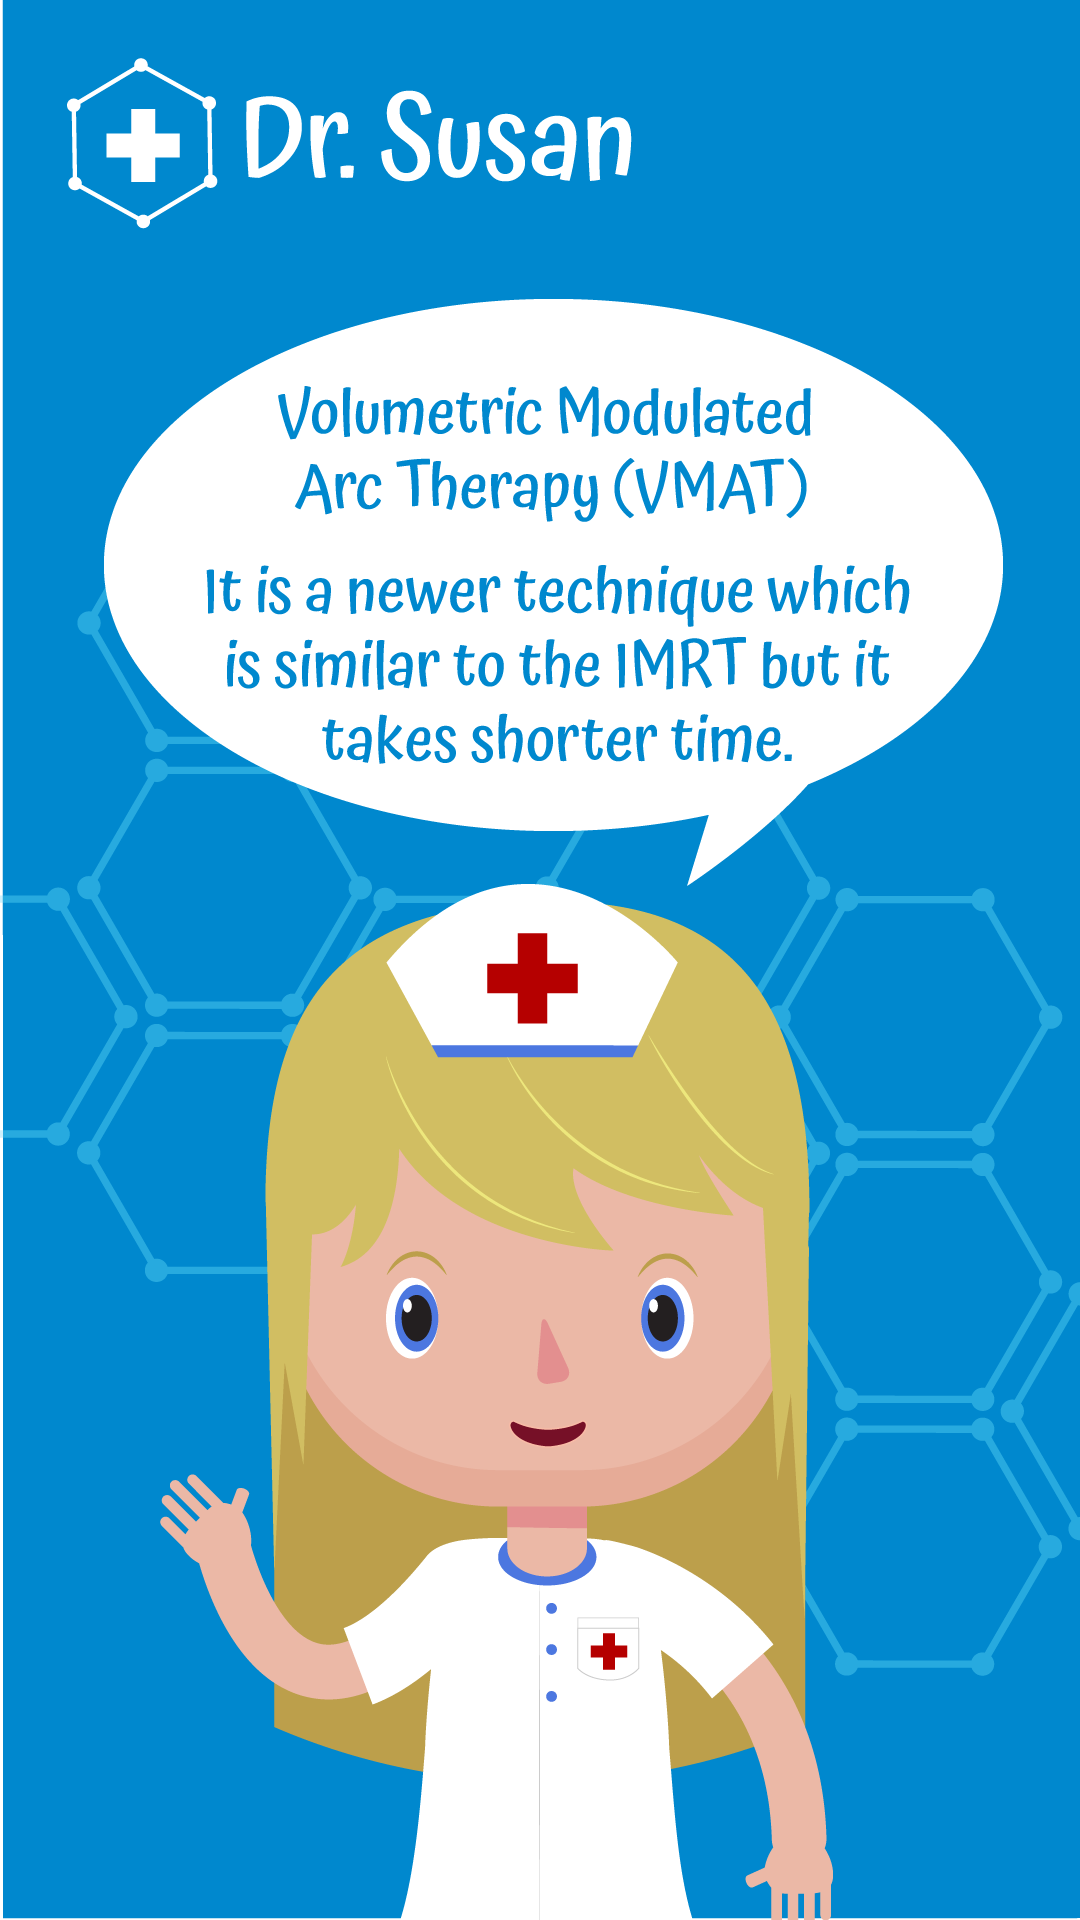 Dr. Susan
Volumetric Modulated
Arc Therapy (VMAT)
It is a newer technique which
is similar to the IMRT but it
takes shorter time.